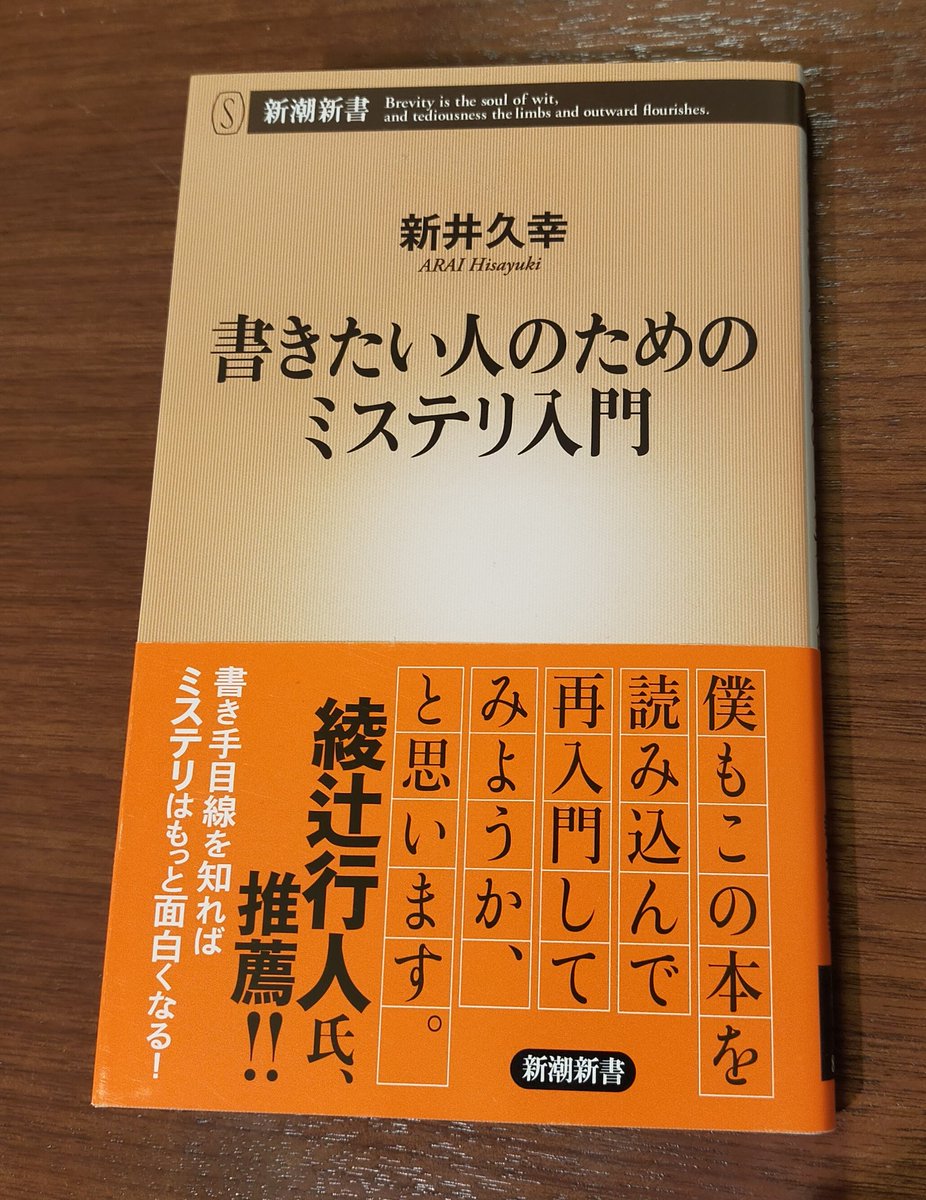 S
新潮新書
Brevity is the soul of wit,
and tediousness the limbs and outward flourishes.
新井久幸
ARAI Hisayuki
書きたい人のための
ミステリ入門
僕もこの本を
読み込んで
再入門して
みようか、
と思います。
綾辻行人氏、
推薦!!
書き手目線を知れば
ミステリはもっと面白くなる!
新潮新書